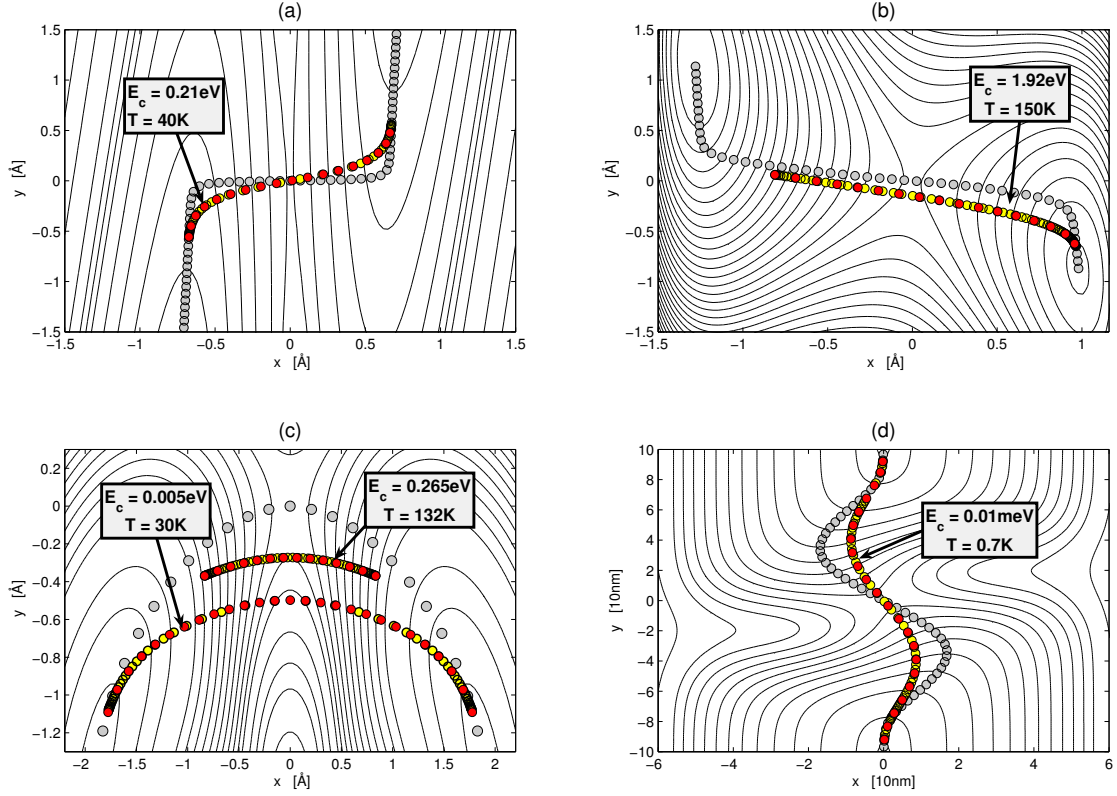 (a)
1.5
1
0.5
0
−0.5
−1
−1.5
y [Å]
E_c = 0.21eV
T = 40K
−1.5 −1 −0.5 0 0.5 1 1.5
x [Å]
(b)
1.5
1
0.5
0
−0.5
−1
−1.5
y [Å]
E_c = 1.92eV
T = 150K
−1.5 −1 −0.5 0 0.5 1 1.5
x [Å]
(c)
0.2
0
−0.2
−0.4
−0.6
−0.8
−1
−1.2
y [Å]
E_c = 0.005eV
T = 30K
E_c = 0.265eV
T = 132K
−2 −1.5 −1 −0.5 0 0.5 1 1.5 2
x [Å]
(d)
10
8
6
4
2
0
−2
−4
−6
−8
−10
y [10nm]
E_c = 0.01meV
T = 0.7K
−6 −4 −2 0 2 4 6
x [10nm]